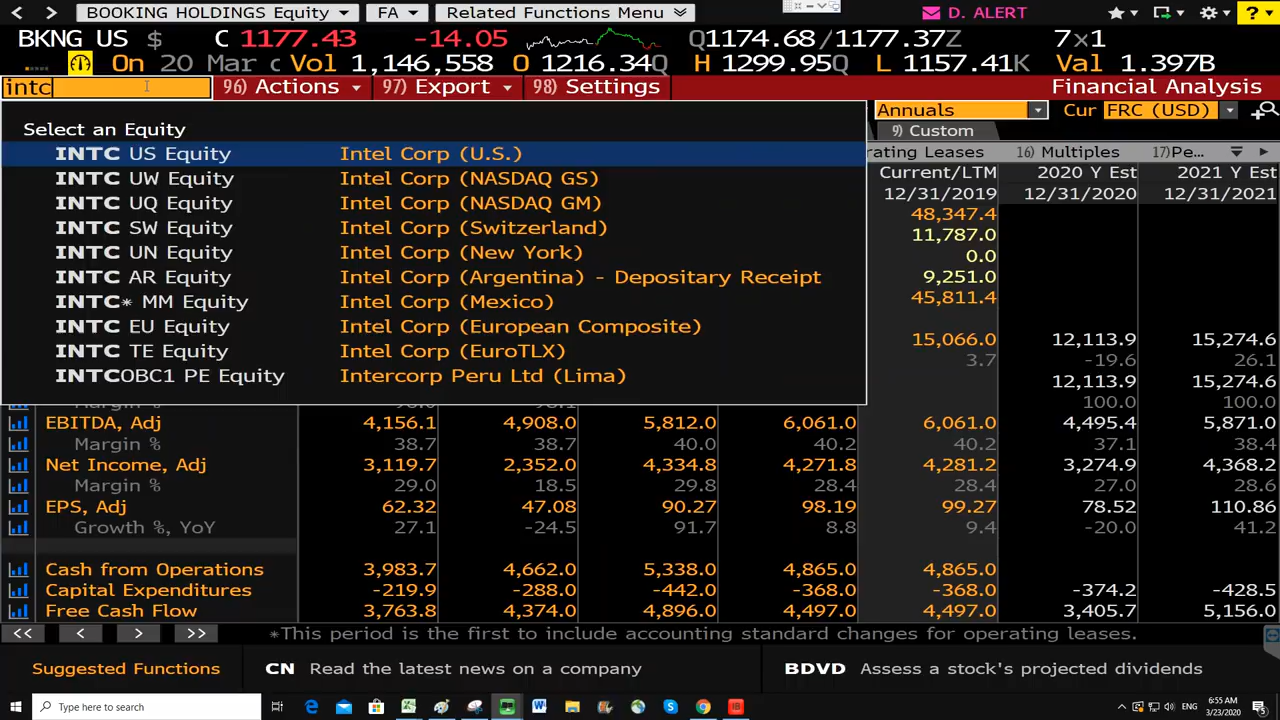 BOOKING HOLDINGS Equity FA Related Functions Menu D. ALERT ?
BKNG US $ C 1177.43 -14.05 Q1174.68/1177.37Z 7×1
On 20 Mar Vol 1,146,558 O 1216.34Q H 1299.95Q L 1157.41K Val 1.397B
intc 96) Actions 97) Export 98) Settings Financial Analysis
Annuals Cur FRC (USD)
Select an Equity 9) Custom
INTC US Equity Intel Corp (U.S.) rating Leases 16) Multiples 17)Pe...
INTC UW Equity Intel Corp (NASDAQ GS) Current/LTM 2020 Y Est 2021 Y Est
12/31/2019 12/31/2020 12/31/2021
INTC UQ Equity Intel Corp (NASDAQ GM) 48,347.4
INTC SW Equity Intel Corp (Switzerland) 11,787.0
INTC UN Equity Intel Corp (New York) 0.0
INTC AR Equity Intel Corp (Argentina) - Depositary Receipt 9,251.0
INTC* MM Equity Intel Corp (Mexico) 45,811.4
INTC EU Equity Intel Corp (European Composite) 15,066.0 12,113.9 15,274.6
INTC TE Equity Intel Corp (EuroTLX) 3.7 -19.6 26.1
INTCOBC1 PE Equity Intercorp Peru Ltd (Lima) 12,113.9 15,274.6
100.0 100.0
EBITDA, Adj 4,156.1 4,908.0 5,812.0 6,061.0 6,061.0 4,495.4 5,871.0
Margin % 38.7 38.7 40.0 40.2 40.2 37.1 38.4
Net Income, Adj 3,119.7 2,352.0 4,334.8 4,271.8 4,281.2 3,274.9 4,368.2
Margin % 29.0 18.5 29.8 28.4 28.4 27.0 28.6
EPS, Adj 62.32 47.08 90.27 98.19 99.27 78.52 110.86
Growth %, YoY 27.1 -24.5 91.7 8.8 9.4 -20.0 41.2
Cash from Operations 3,983.7 4,662.0 5,338.0 4,865.0 4,865.0
Capital Expenditures -219.9 -288.0 -442.0 -368.0 -368.0 -374.2 -428.5
Free Cash Flow 3,763.8 4,374.0 4,896.0 4,497.0 4,497.0 3,405.7 5,156.0
<< < > >> *This period is the first to include accounting standard changes for operating leases.
Suggested Functions CN Read the latest news on a company BDVD Assess a stock's projected dividends
Type here to search ENG 6:55 AM
3/23/2020 5